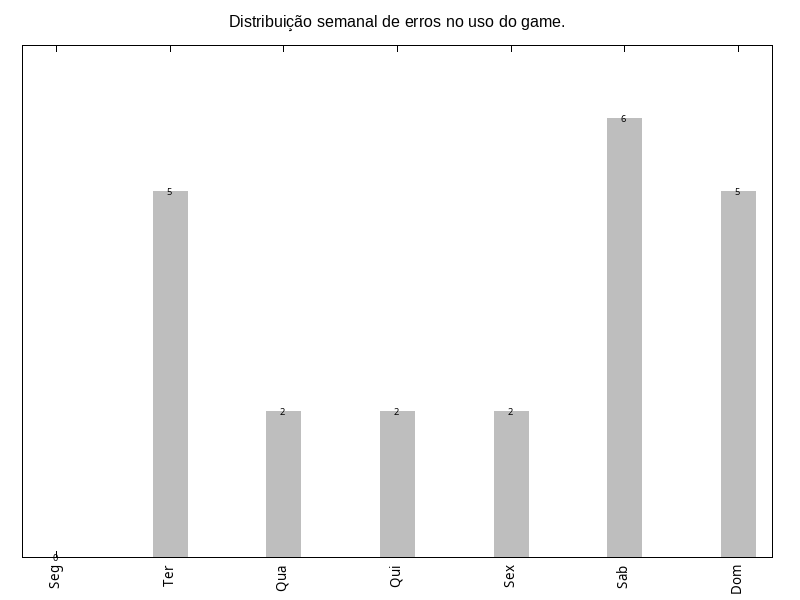 Distribuição semanal de erros no uso do game.
6
5
5
2
2
2
0
Seg
Ter
Qua
Qui
Sex
Sab
Dom